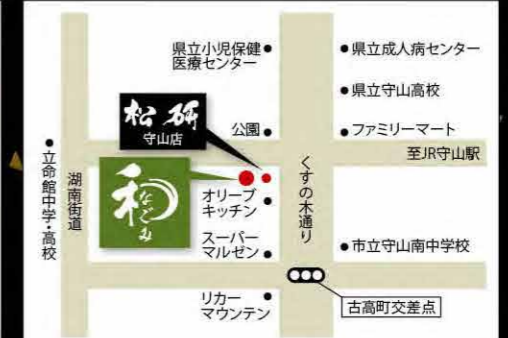 県立小児保健
医療センター
県立成人病センター
県立守山高校
松研
守山店
公園
ファミリーマート
至JR守山駅
立命館中学・高校
湖南街道
和
なごみ
オリーブ
キッチン
くすの木通り
スーパー
マルゼン
市立守山南中学校
リカー
マウンテン
古高町交差点